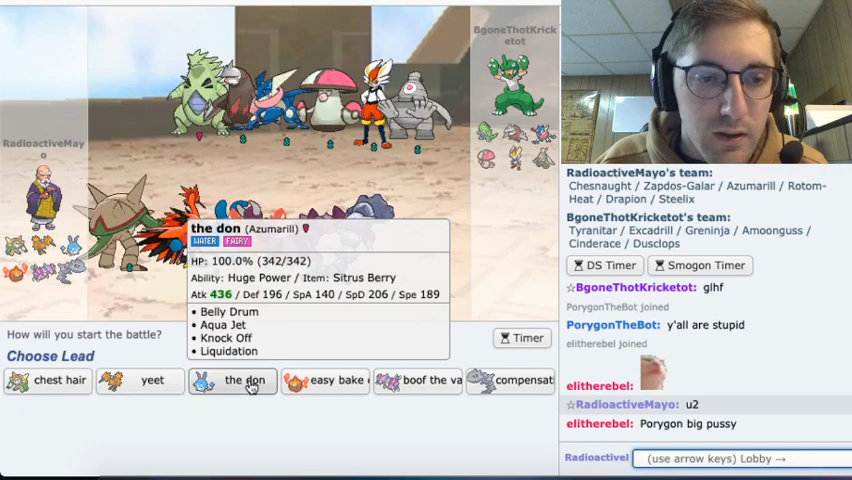 BgoneThotKrick
etot
RadioactiveMay
o
the don (Azumarill)
WATER FAIRY
HP: 100.0% (342/342)
Ability: Huge Power / Item: Sitrus Berry
Atk 436 / Def 196 / SpA 140 / SpD 206 / Spe 189
• Belly Drum
• Aqua Jet
• Knock Off
• Liquidation
How will you start the battle?
Timer
Choose Lead
chest hair
yeet
the don
easy bake
boof the va
compensati
RadioactiveMayo's team:
Chesnaught / Zapdos-Galar / Azumarill / Rotom-
Heat / Drapion / Steelix
BgoneThotKricketot's team:
Tyranitar / Excadrill / Greninja / Amoonguss /
Cinderace / Dusclops
DS Timer
Smogon Timer
☆BgoneThotKricketot: glhf
PorygonTheBot joined
PorygonTheBot: y'all are stupid
elitherebel joined
elitherebel:
☆RadioactiveMayo: u2
elitherebel: Porygon big pussy
Radioactivel (use arrow keys) Lobby →